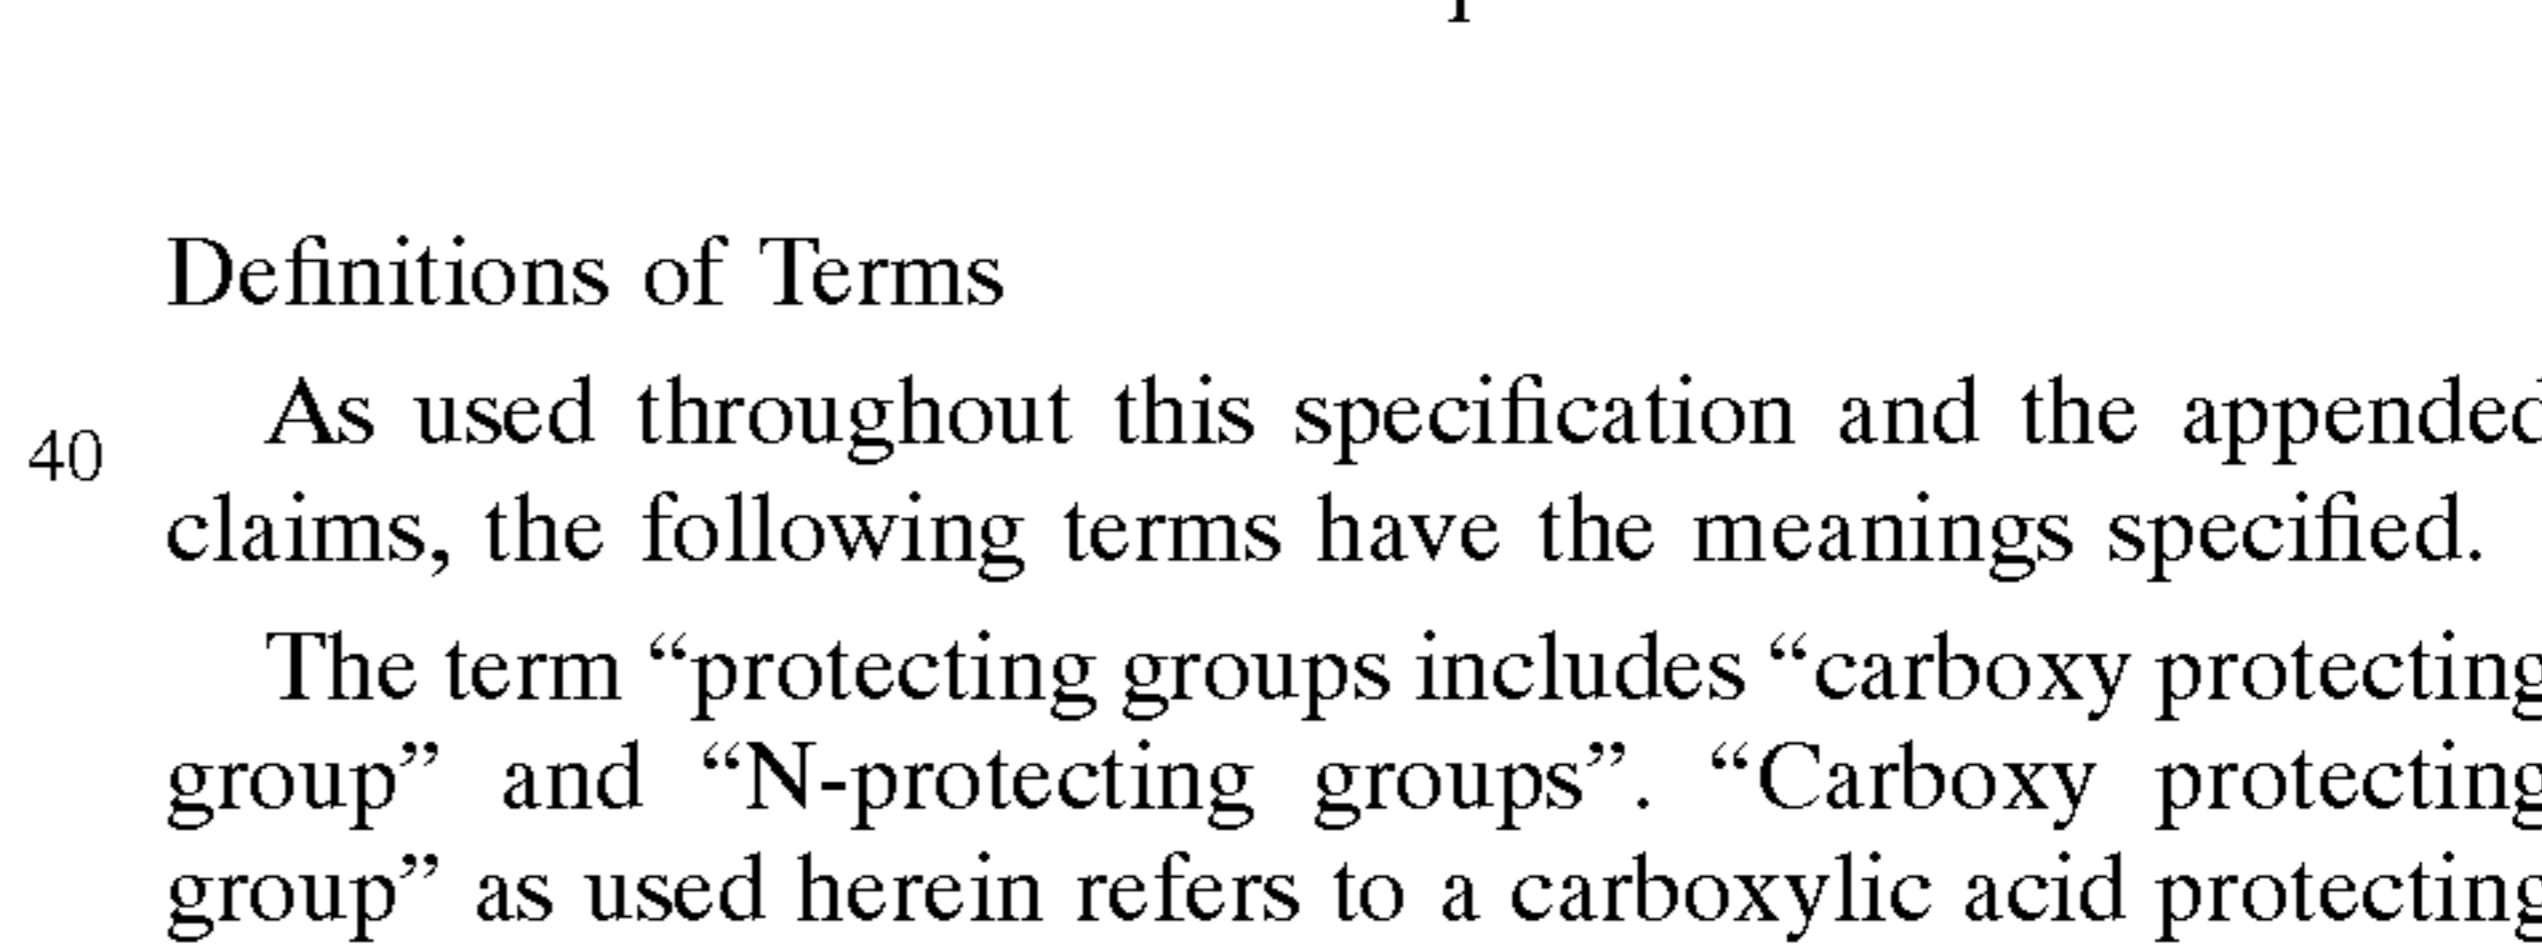 Definitions of Terms
As used throughout this specification and the appended
40
claims, the following terms have the meanings specified.
The term “protecting groups includes “carboxy protecting
group” and “N-protecting groups”. “Carboxy protecting
group” as used herein refers to a carboxylic acid protecting